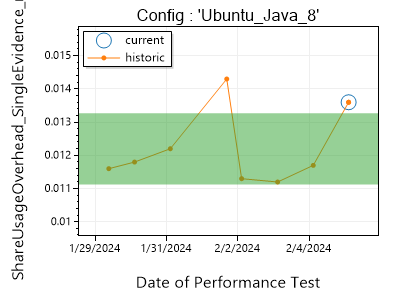 Config : 'Ubuntu_Java_8'
current
historic
0.015
0.014
0.013
0.012
0.011
0.01
1/29/2024
1/31/2024
2/2/2024
2/4/2024
Date of Performance Test
ShareUsageOverhead_SingleEvidence_